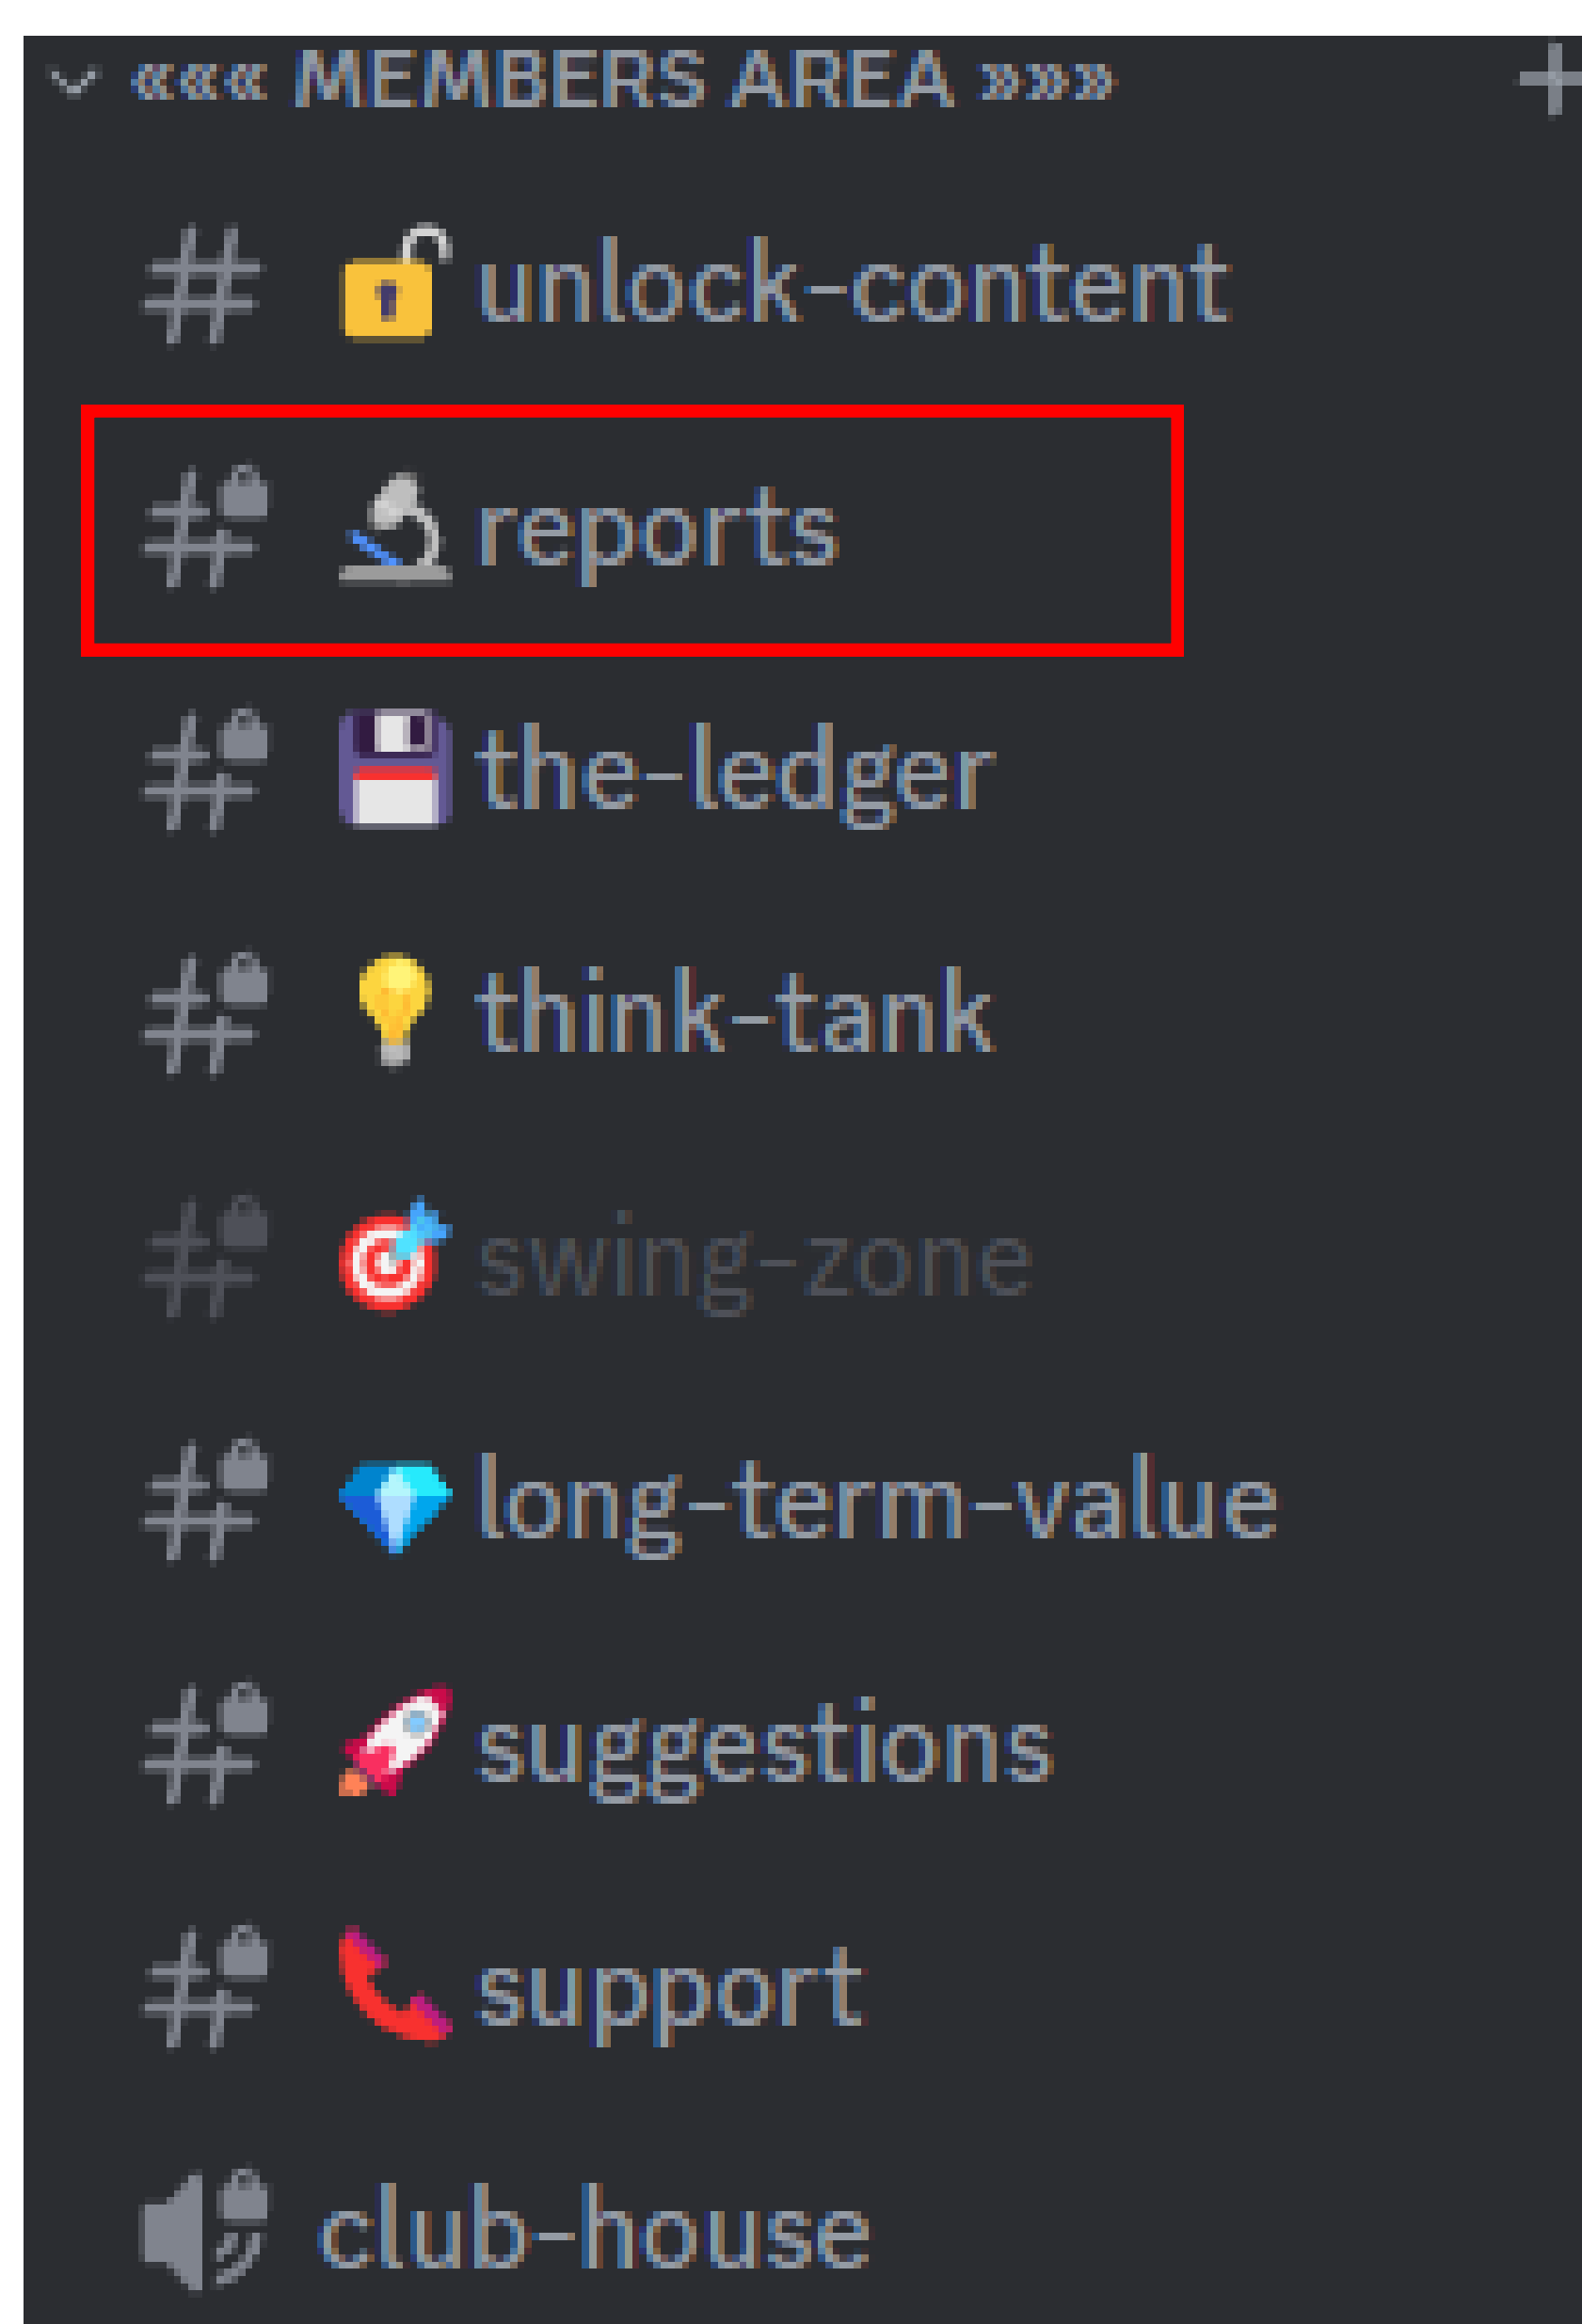 ««« MEMBERS AREA »»»
unlock-content
reports
the-ledger
think-tank
swing-zone
long-term-value
suggestions
support
club-house